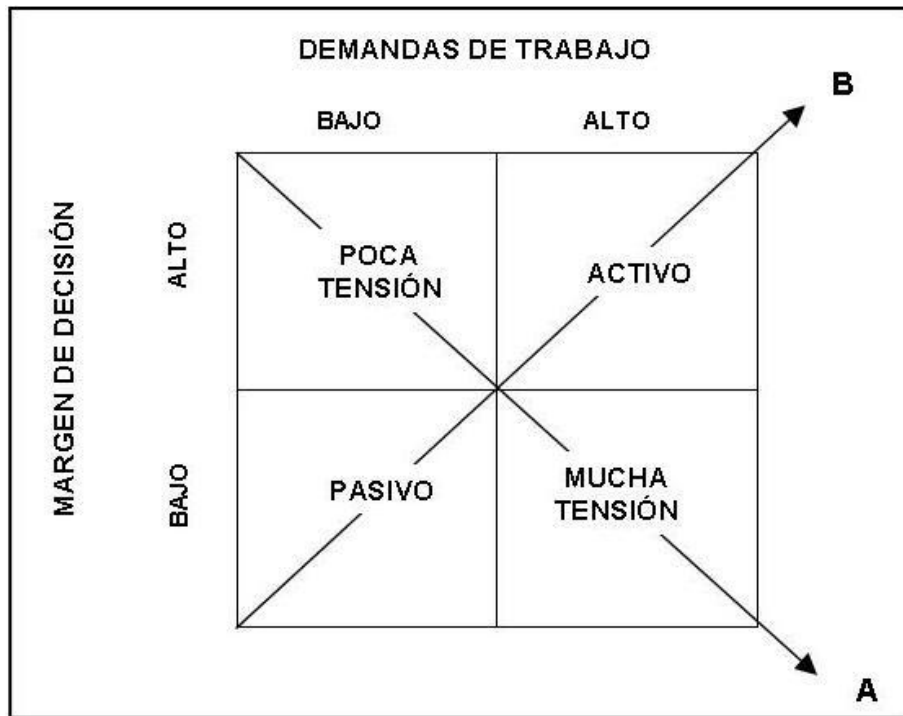 DEMANDAS DE TRABAJO
B
BAJO
ALTO
MARGEN DE DECISIÓN
ALTO
POCA
TENSIÓN
ACTIVO
BAJO
PASIVO
MUCHA
TENSIÓN
A